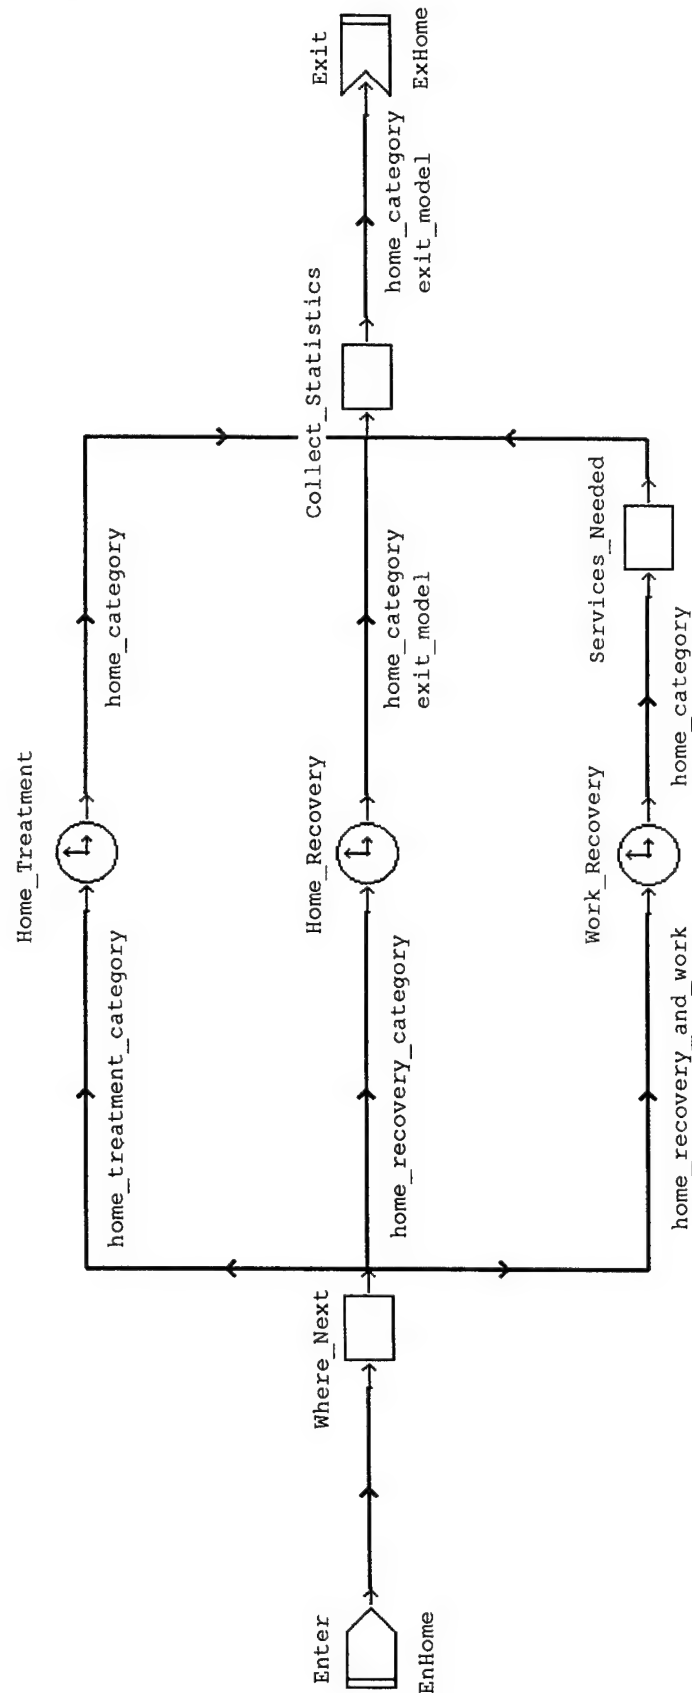 Enter
EnHome
Where_Next
home_treatment_category
Home_Treatment
home_category
home_recovery_category
Home_Recovery
home_category
exit_model
home_recovery_and_work
Work_Recovery
home_category
Services_Needed
Collect_Statistics
home_category
exit_model
Exit
ExHome